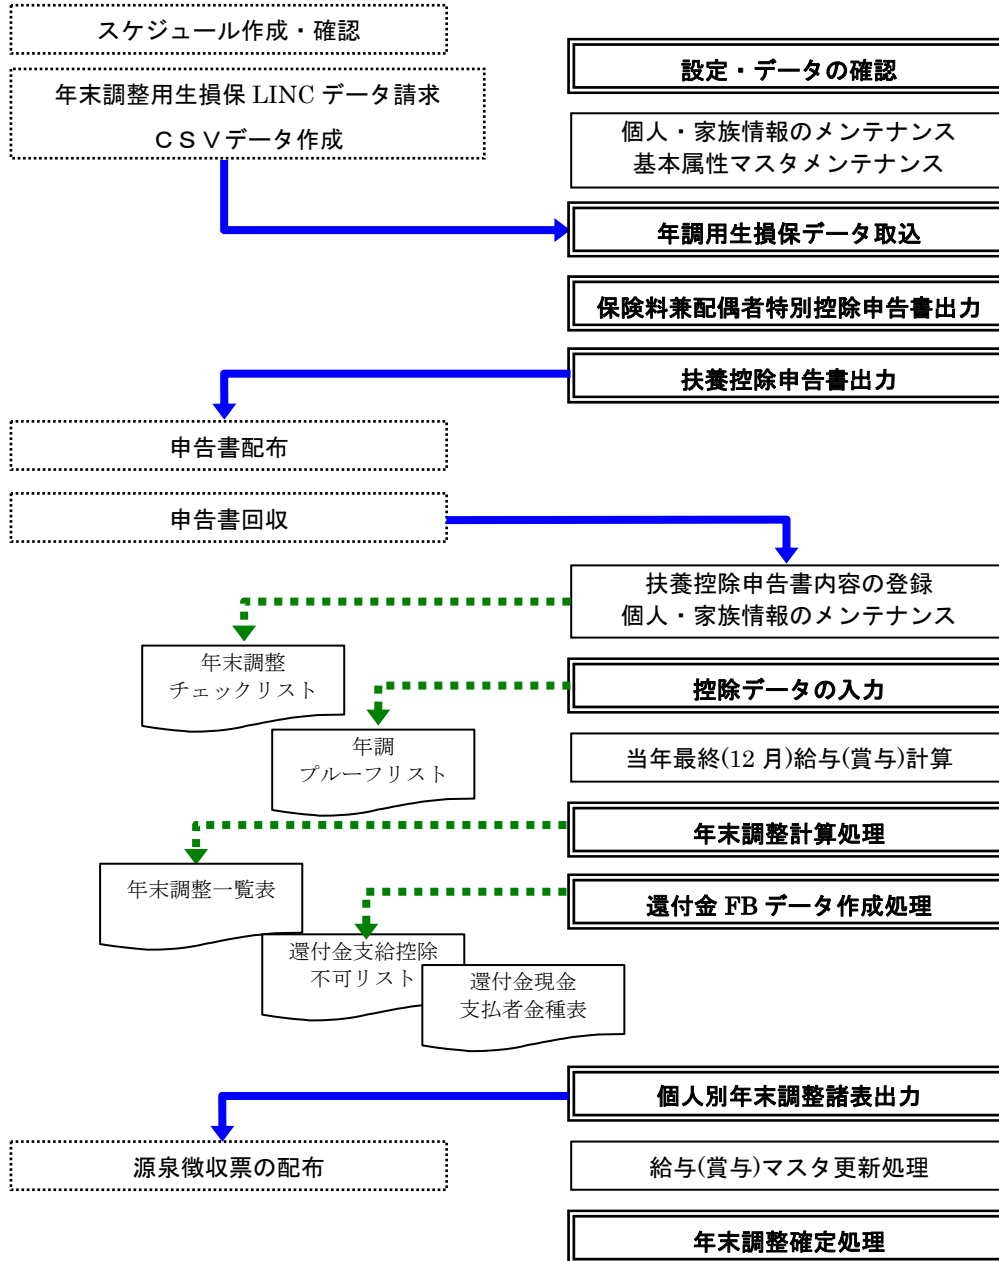 スケジュール作成・確認
設定・データの確認
年末調整用生損保 LINC データ請求
ＣＳＶデータ作成
個人・家族情報のメンテナンス
基本属性マスタメンテナンス
年調用生損保データ取込
保険料兼配偶者特別控除申告書出力
扶養控除申告書出力
申告書配布
申告書回収
扶養控除申告書内容の登録
個人・家族情報のメンテナンス
年末調整
チェックリスト
控除データの入力
年調
プルーフリスト
当年最終(12 月)給与(賞与)計算
年末調整計算処理
年末調整一覧表
還付金 FB データ作成処理
還付金支給控除
不可リスト
還付金現金
支払者金種表
個人別年末調整諸表出力
源泉徴収票の配布
給与(賞与)マスタ更新処理
年末調整確定処理